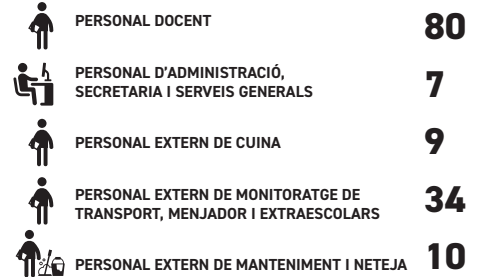 PERSONAL DOCENT 80
PERSONAL D'ADMINISTRACIÓ,
SECRETARIA I SERVEIS GENERALS 7
PERSONAL EXTERN DE CUINA 9
PERSONAL EXTERN DE MONITORATGE DE
TRANSPORT, MENJADOR I EXTRAESCOLARS 34
PERSONAL EXTERN DE MANTENIMENT I NETEJA 10